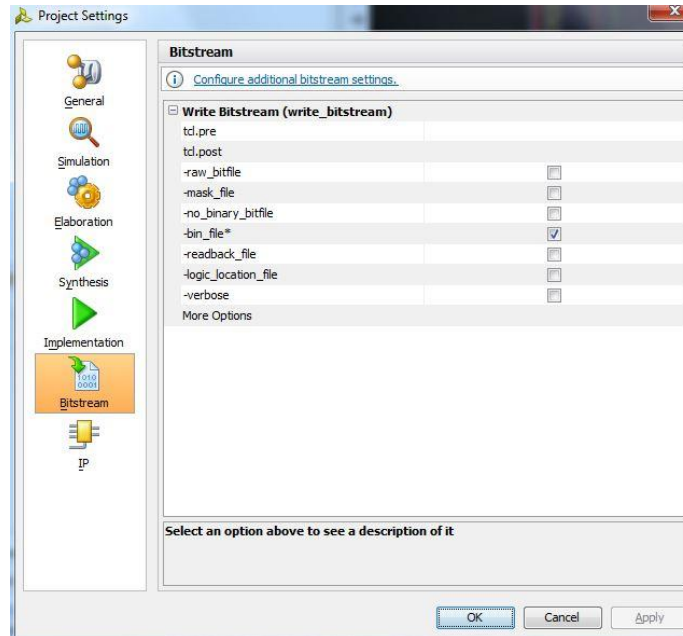 Project Settings
General
Simulation
Elaboration
Synthesis
Implementation
1010
0001
Bitstream
IP
Bitstream
Configure additional bitstream settings.
Write Bitstream (write_bitstream)
tcl.pre
tcl.post
-raw_bitfile
-mask_file
-no_binary_bitfile
-bin_file*
-readback_file
-logic_location_file
-verbose
More Options
Select an option above to see a description of it
OK Cancel Apply